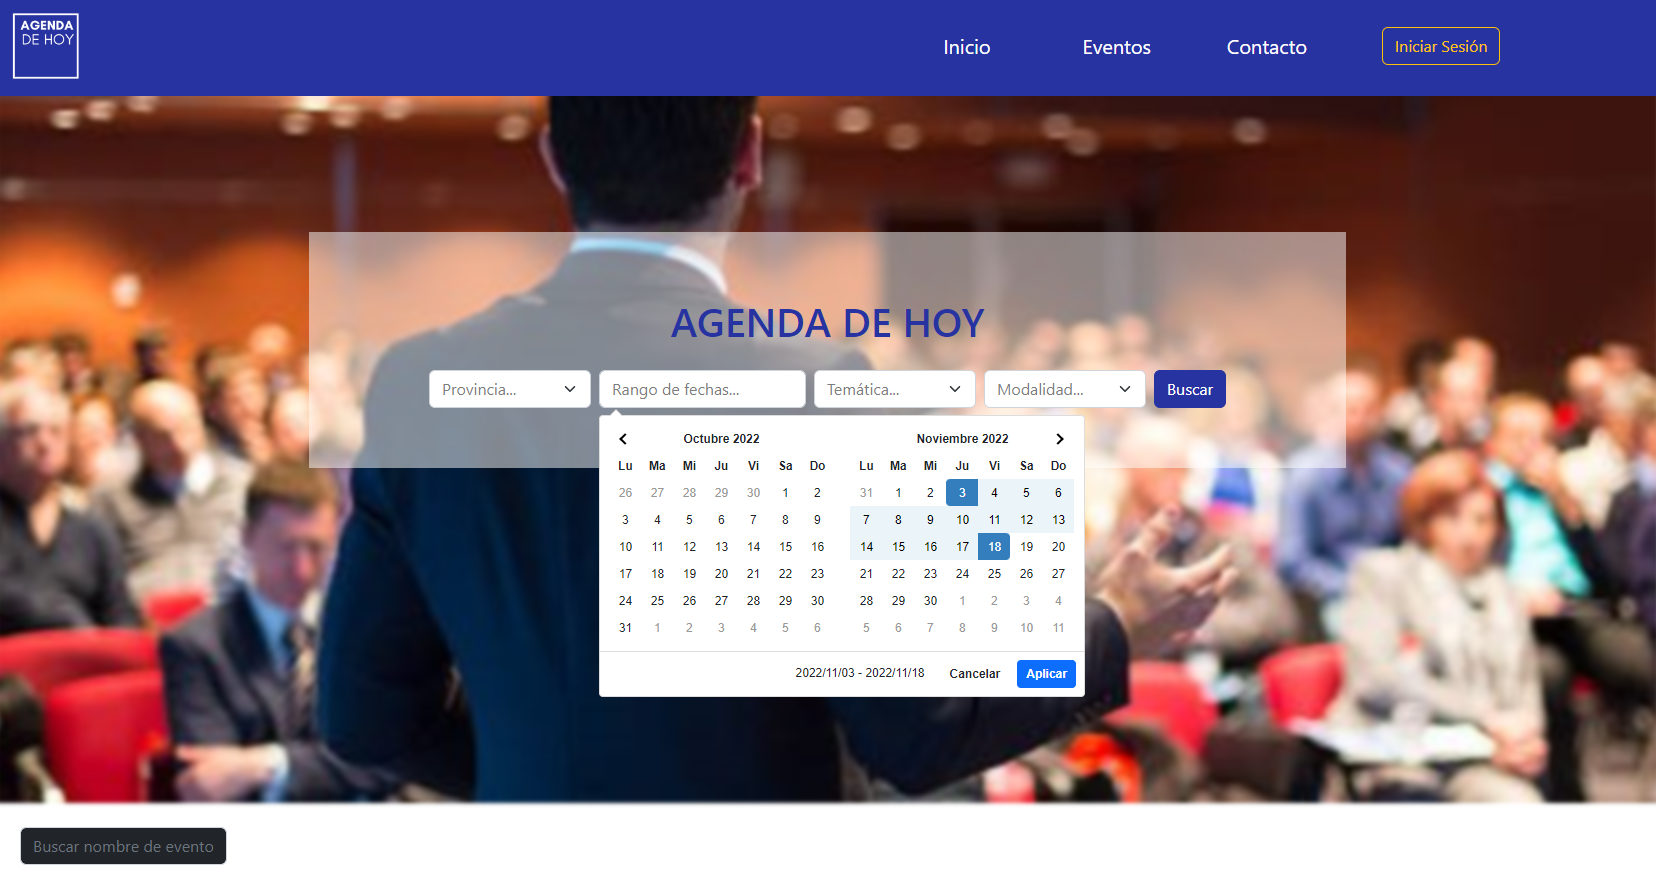 AGENDA
DE HOY
Inicio Eventos Contacto Iniciar Sesión
AGENDA DE HOY
Provincia... Rango de fechas... Temática... Modalidad... Buscar
Octubre 2022
Lu Ma Mi Ju Vi Sa Do
26 27 28 29 30 1 2
3 4 5 6 7 8 9
10 11 12 13 14 15 16
17 18 19 20 21 22 23
24 25 26 27 28 29 30
31 1 2 3 4 5 6
Noviembre 2022
Lu Ma Mi Ju Vi Sa Do
31 1 2 3 4 5 6
7 8 9 10 11 12 13
14 15 16 17 18 19 20
21 22 23 24 25 26 27
28 29 30 1 2 3 4
5 6 7 8 9 10 11
2022/11/03 - 2022/11/18 Cancelar Aplicar
Buscar nombre de evento